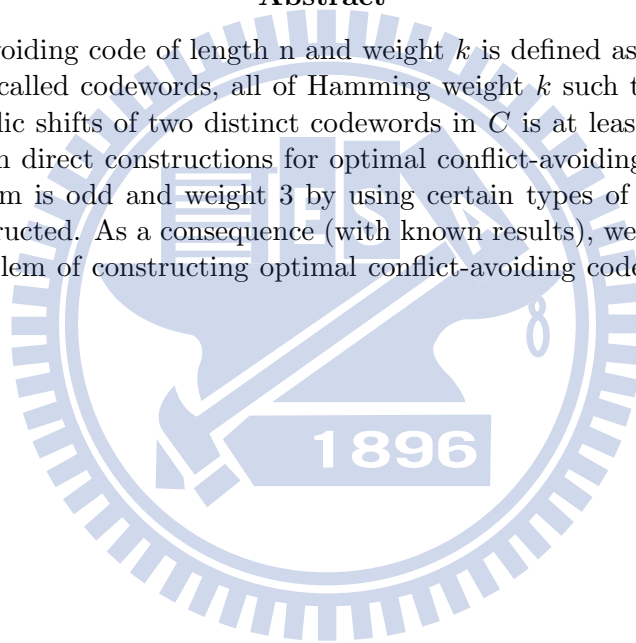 Abstract
voiding code of length n and weight k is defined as
called codewords, all of Hamming weight k such t
lic shifts of two distinct codewords in C is at leas
n direct constructions for optimal conflict-avoiding
m is odd and weight 3 by using certain types of
ructed. As a consequence (with known results), we
lem of constructing optimal conflict-avoiding code
ES
A
8
1896